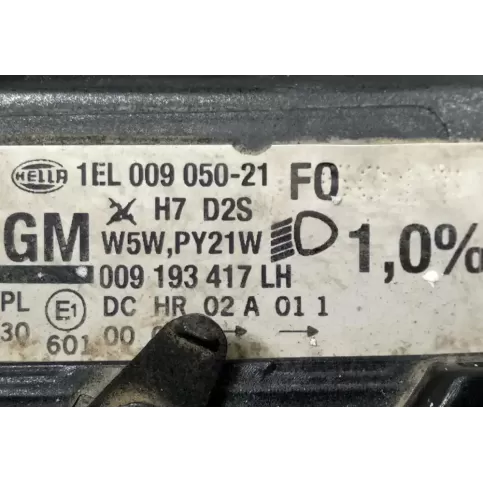 HELLA 1EL 009 050-21 FO
H7 D2S
GM W5W,PY21W 1,0%
009 193 417 LH
PL E1 DC HR 02 A 01 1
30 601 00